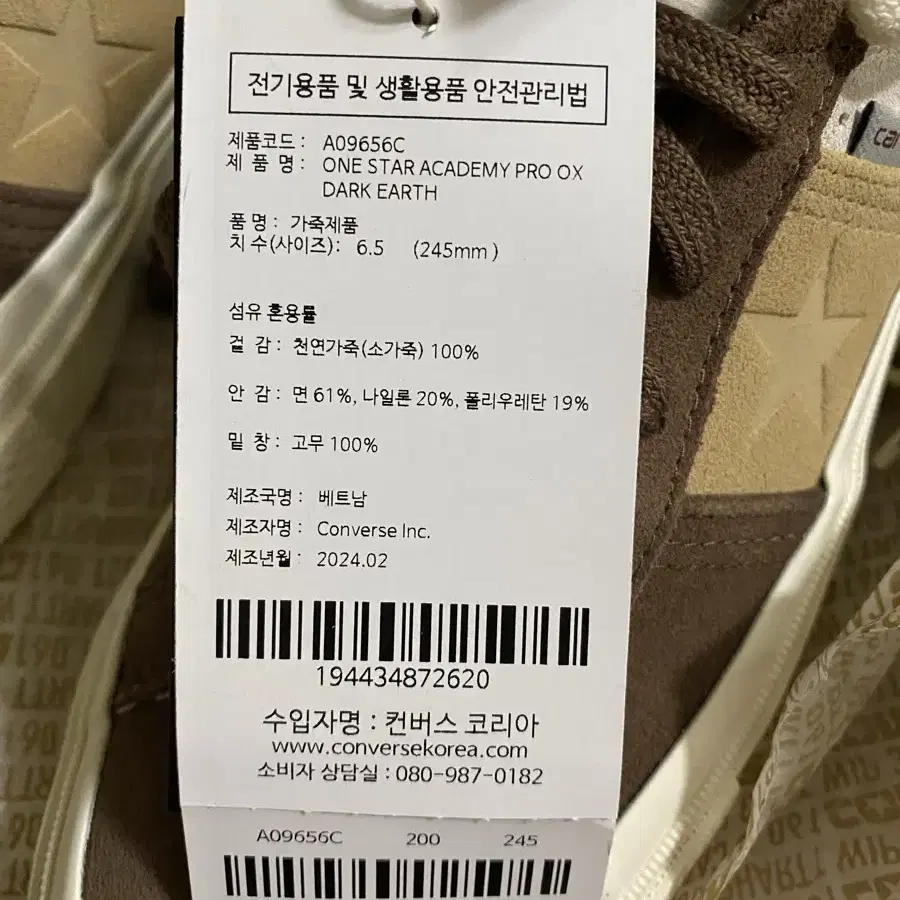 전기용품 및 생활용품 안전관리법
제품코드 : A09656C
제 품 명 : ONE STAR ACADEMY PRO OX
DARK EARTH
품 명 : 가죽제품
치 수(사이즈) : 6.5 (245mm )
섬유 혼용률
겉 감 : 천연가죽(소가죽) 100%
안 감 : 면 61%, 나일론 20%, 폴리우레탄 19%
밑 창 : 고무 100%
제조국명 : 베트남
제조자명 : Converse Inc.
제조년월 : 2024.02
194434872620
수입자명 : 컨버스 코리아
www.conversekorea.com
소비자 상담실 : 080-987-0182
A09656C 200 245